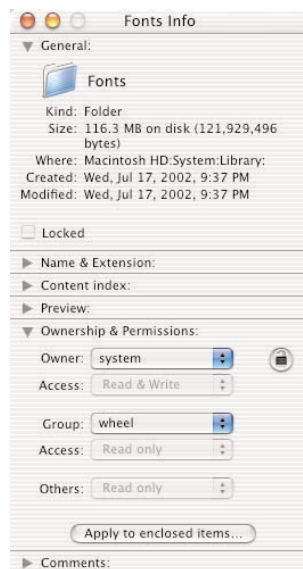 Fonts Info
General:
Fonts
Kind: Folder
Size: 116.3 MB on disk (121,929,496
bytes)
Where: Macintosh HD:System:Library:
Created: Wed, Jul 17, 2002, 9:37 PM
Modified: Wed, Jul 17, 2002, 9:37 PM
Locked
Name & Extension:
Content index:
Preview:
Ownership & Permissions:
Owner: system
Access: Read & Write
Group: wheel
Access: Read only
Others: Read only
Apply to enclosed items...
Comments: